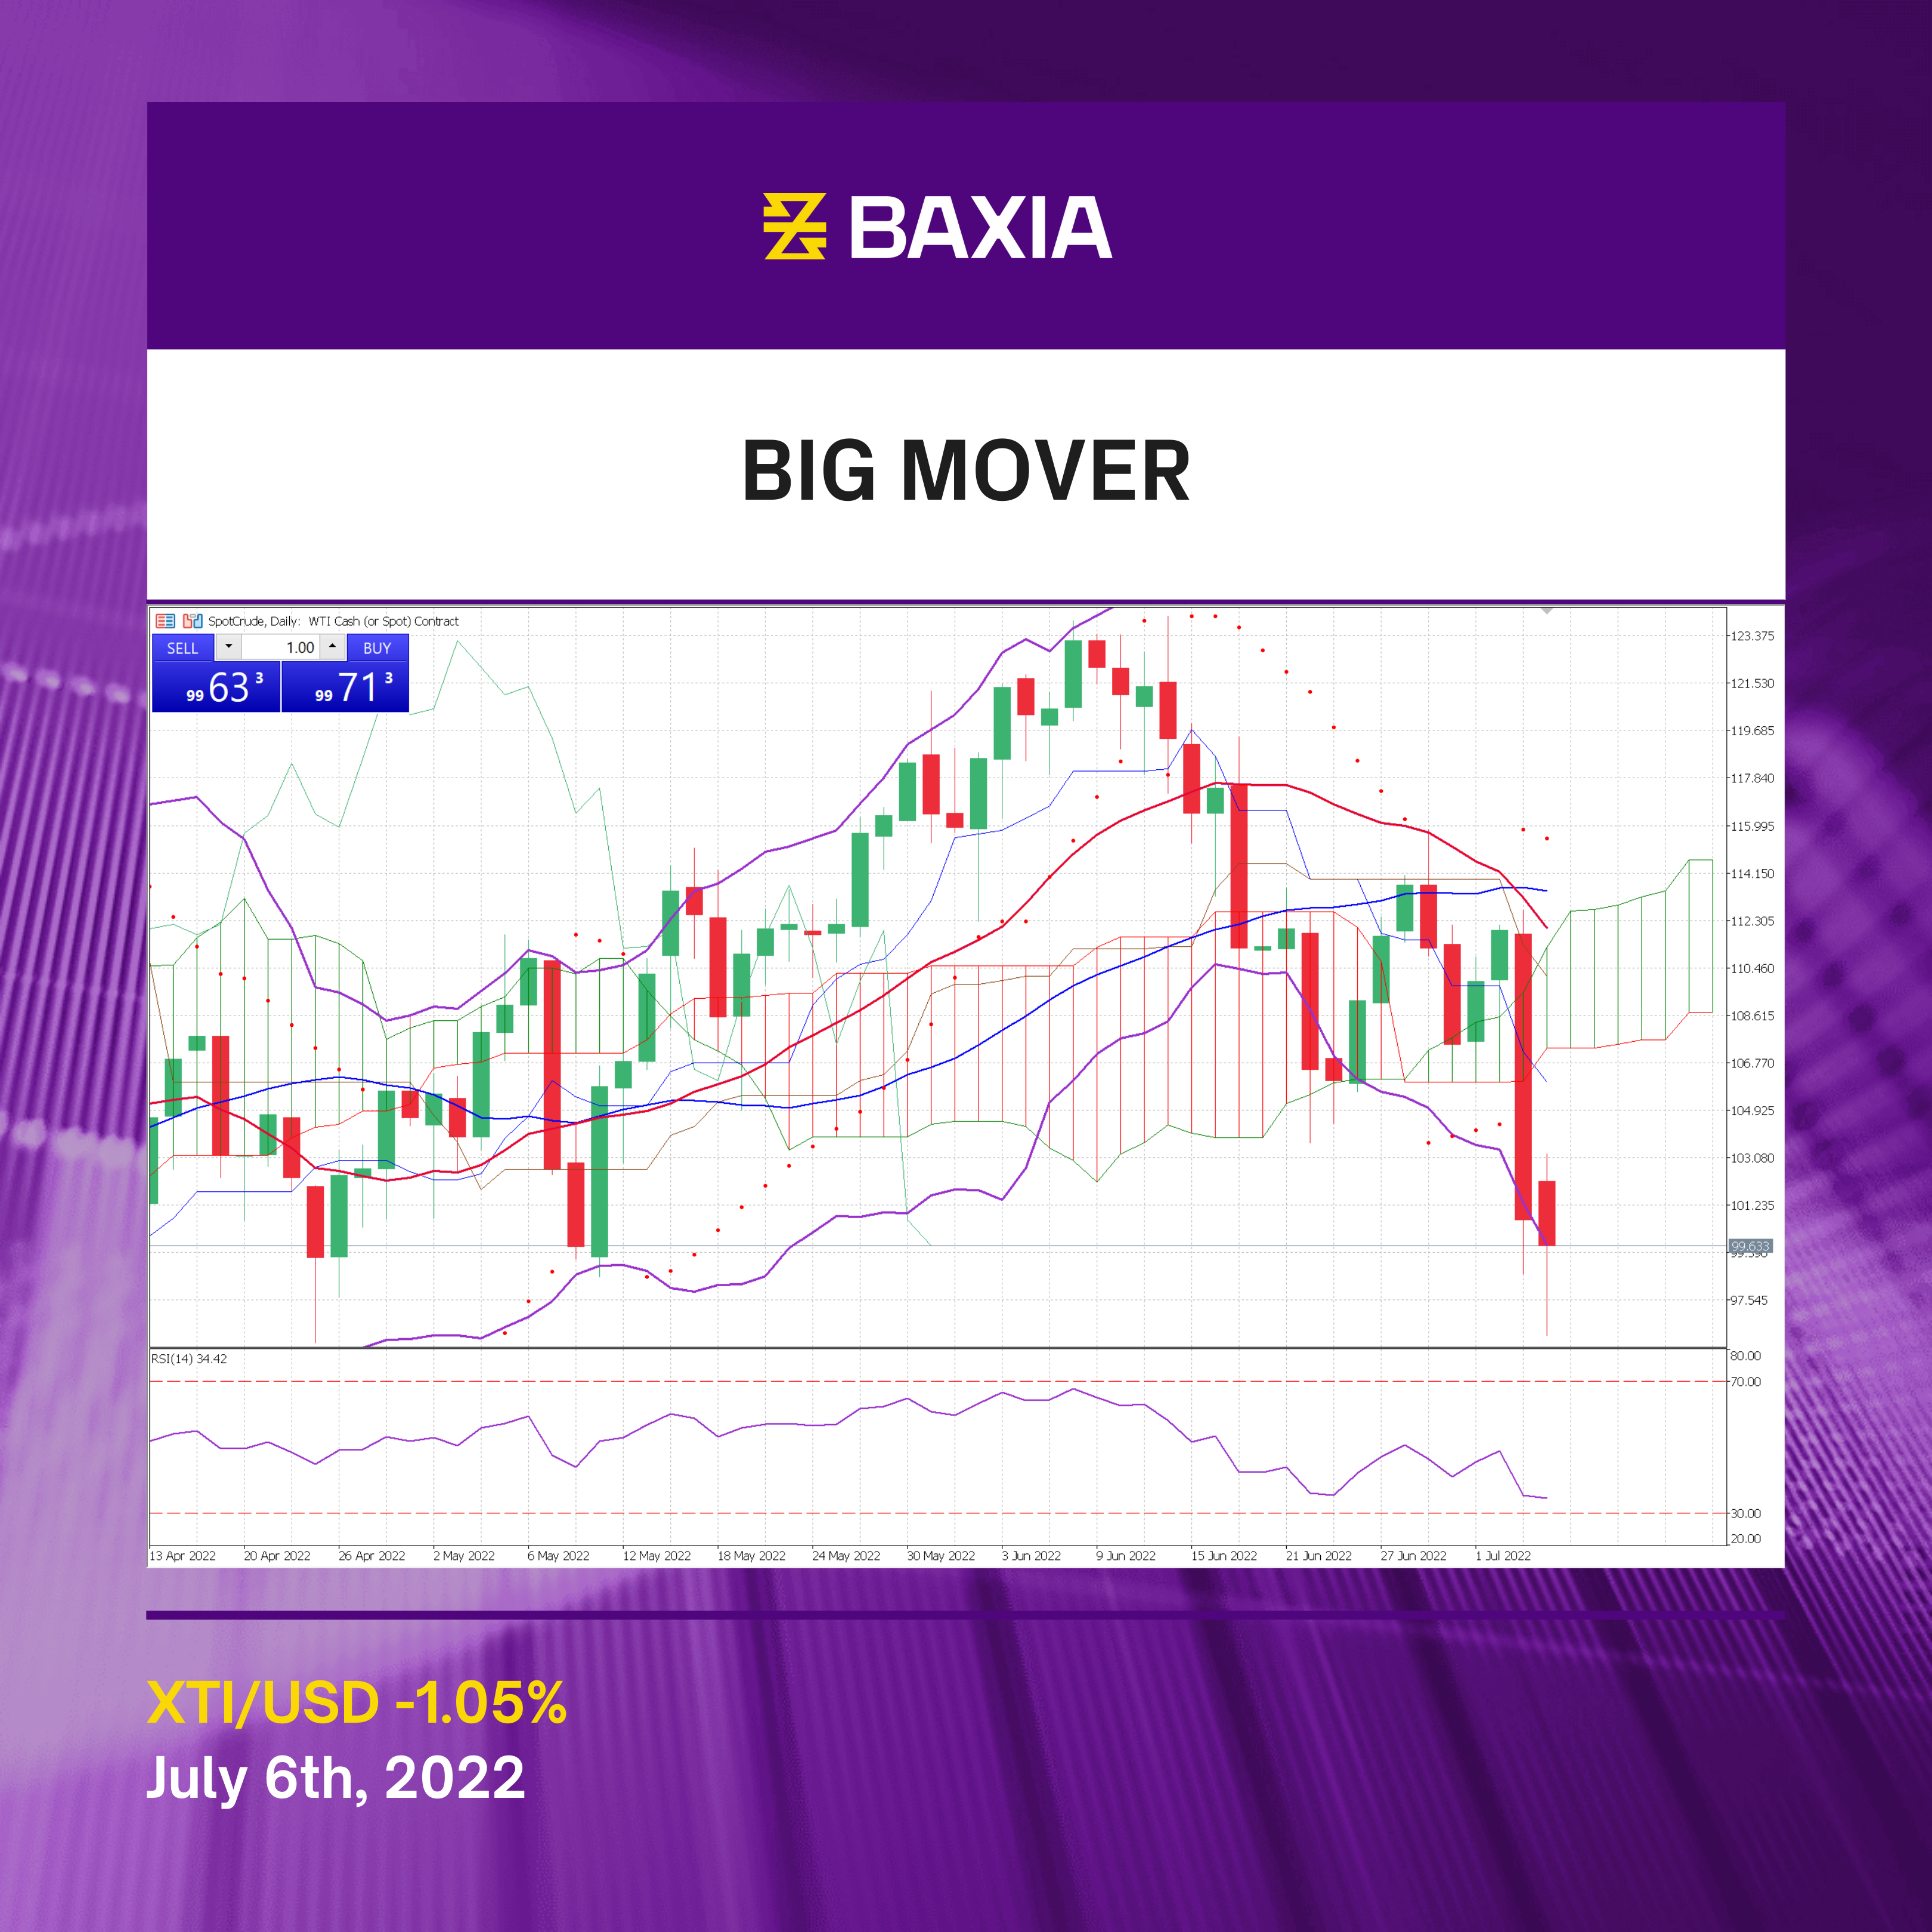 BAXIA
BIG MOVER
SpotCrude, Daily: WTI Cash (or Spot) Contract
SELL 1.00 BUY
99 63 3 99 71 3
123.375
121.530
119.685
117.840
115.995
114.150
112.305
110.460
108.615
106.770
104.925
103.080
101.235
99.633
99.390
97.545
RSI(14) 34.42
80.00
70.00
30.00
20.00
13 Apr 2022 20 Apr 2022 26 Apr 2022 2 May 2022 6 May 2022 12 May 2022 18 May 2022 24 May 2022 30 May 2022 3 Jun 2022 9 Jun 2022 15 Jun 2022 21 Jun 2022 27 Jun 2022 1 Jul 2022
XTI/USD -1.05%
July 6th, 2022